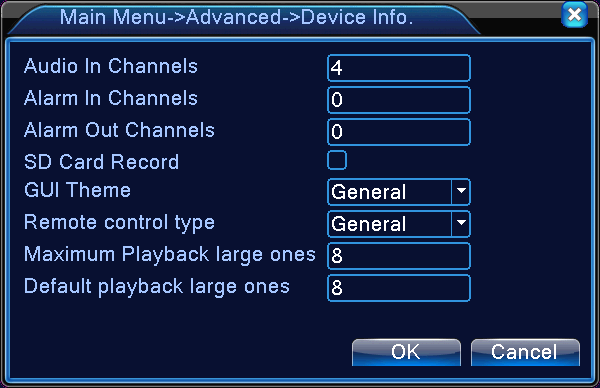 Main Menu->Advanced->Device Info.
Audio In Channels 4
Alarm In Channels 0
Alarm Out Channels 0
SD Card Record
GUI Theme General
Remote control type General
Maximum Playback large ones 8
Default playback large ones 8
OK Cancel